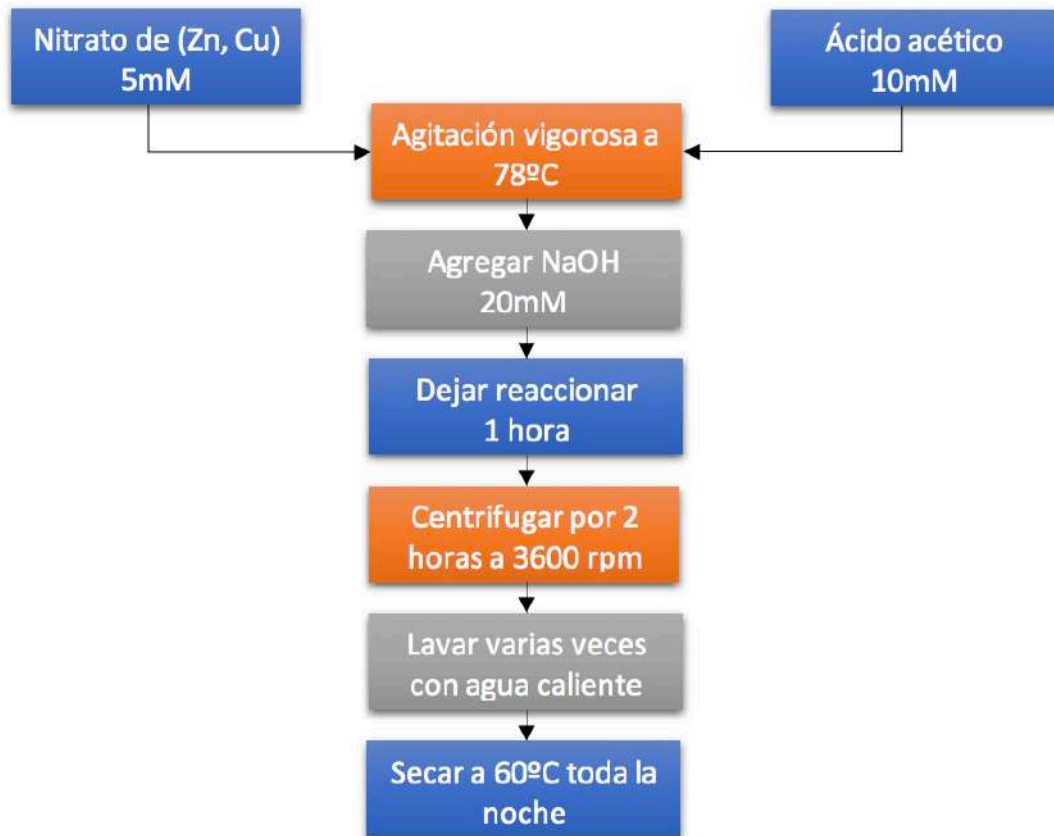 Nitrato de (Zn, Cu)
5mM
Ácido acético
10mM
Agitación vigorosa a
78ºC
Agregar NaOH
20mM
Dejar reaccionar
1 hora
Centrifugar por 2
horas a 3600 rpm
Lavar varias veces
con agua caliente
Secar a 60ºC toda la
noche